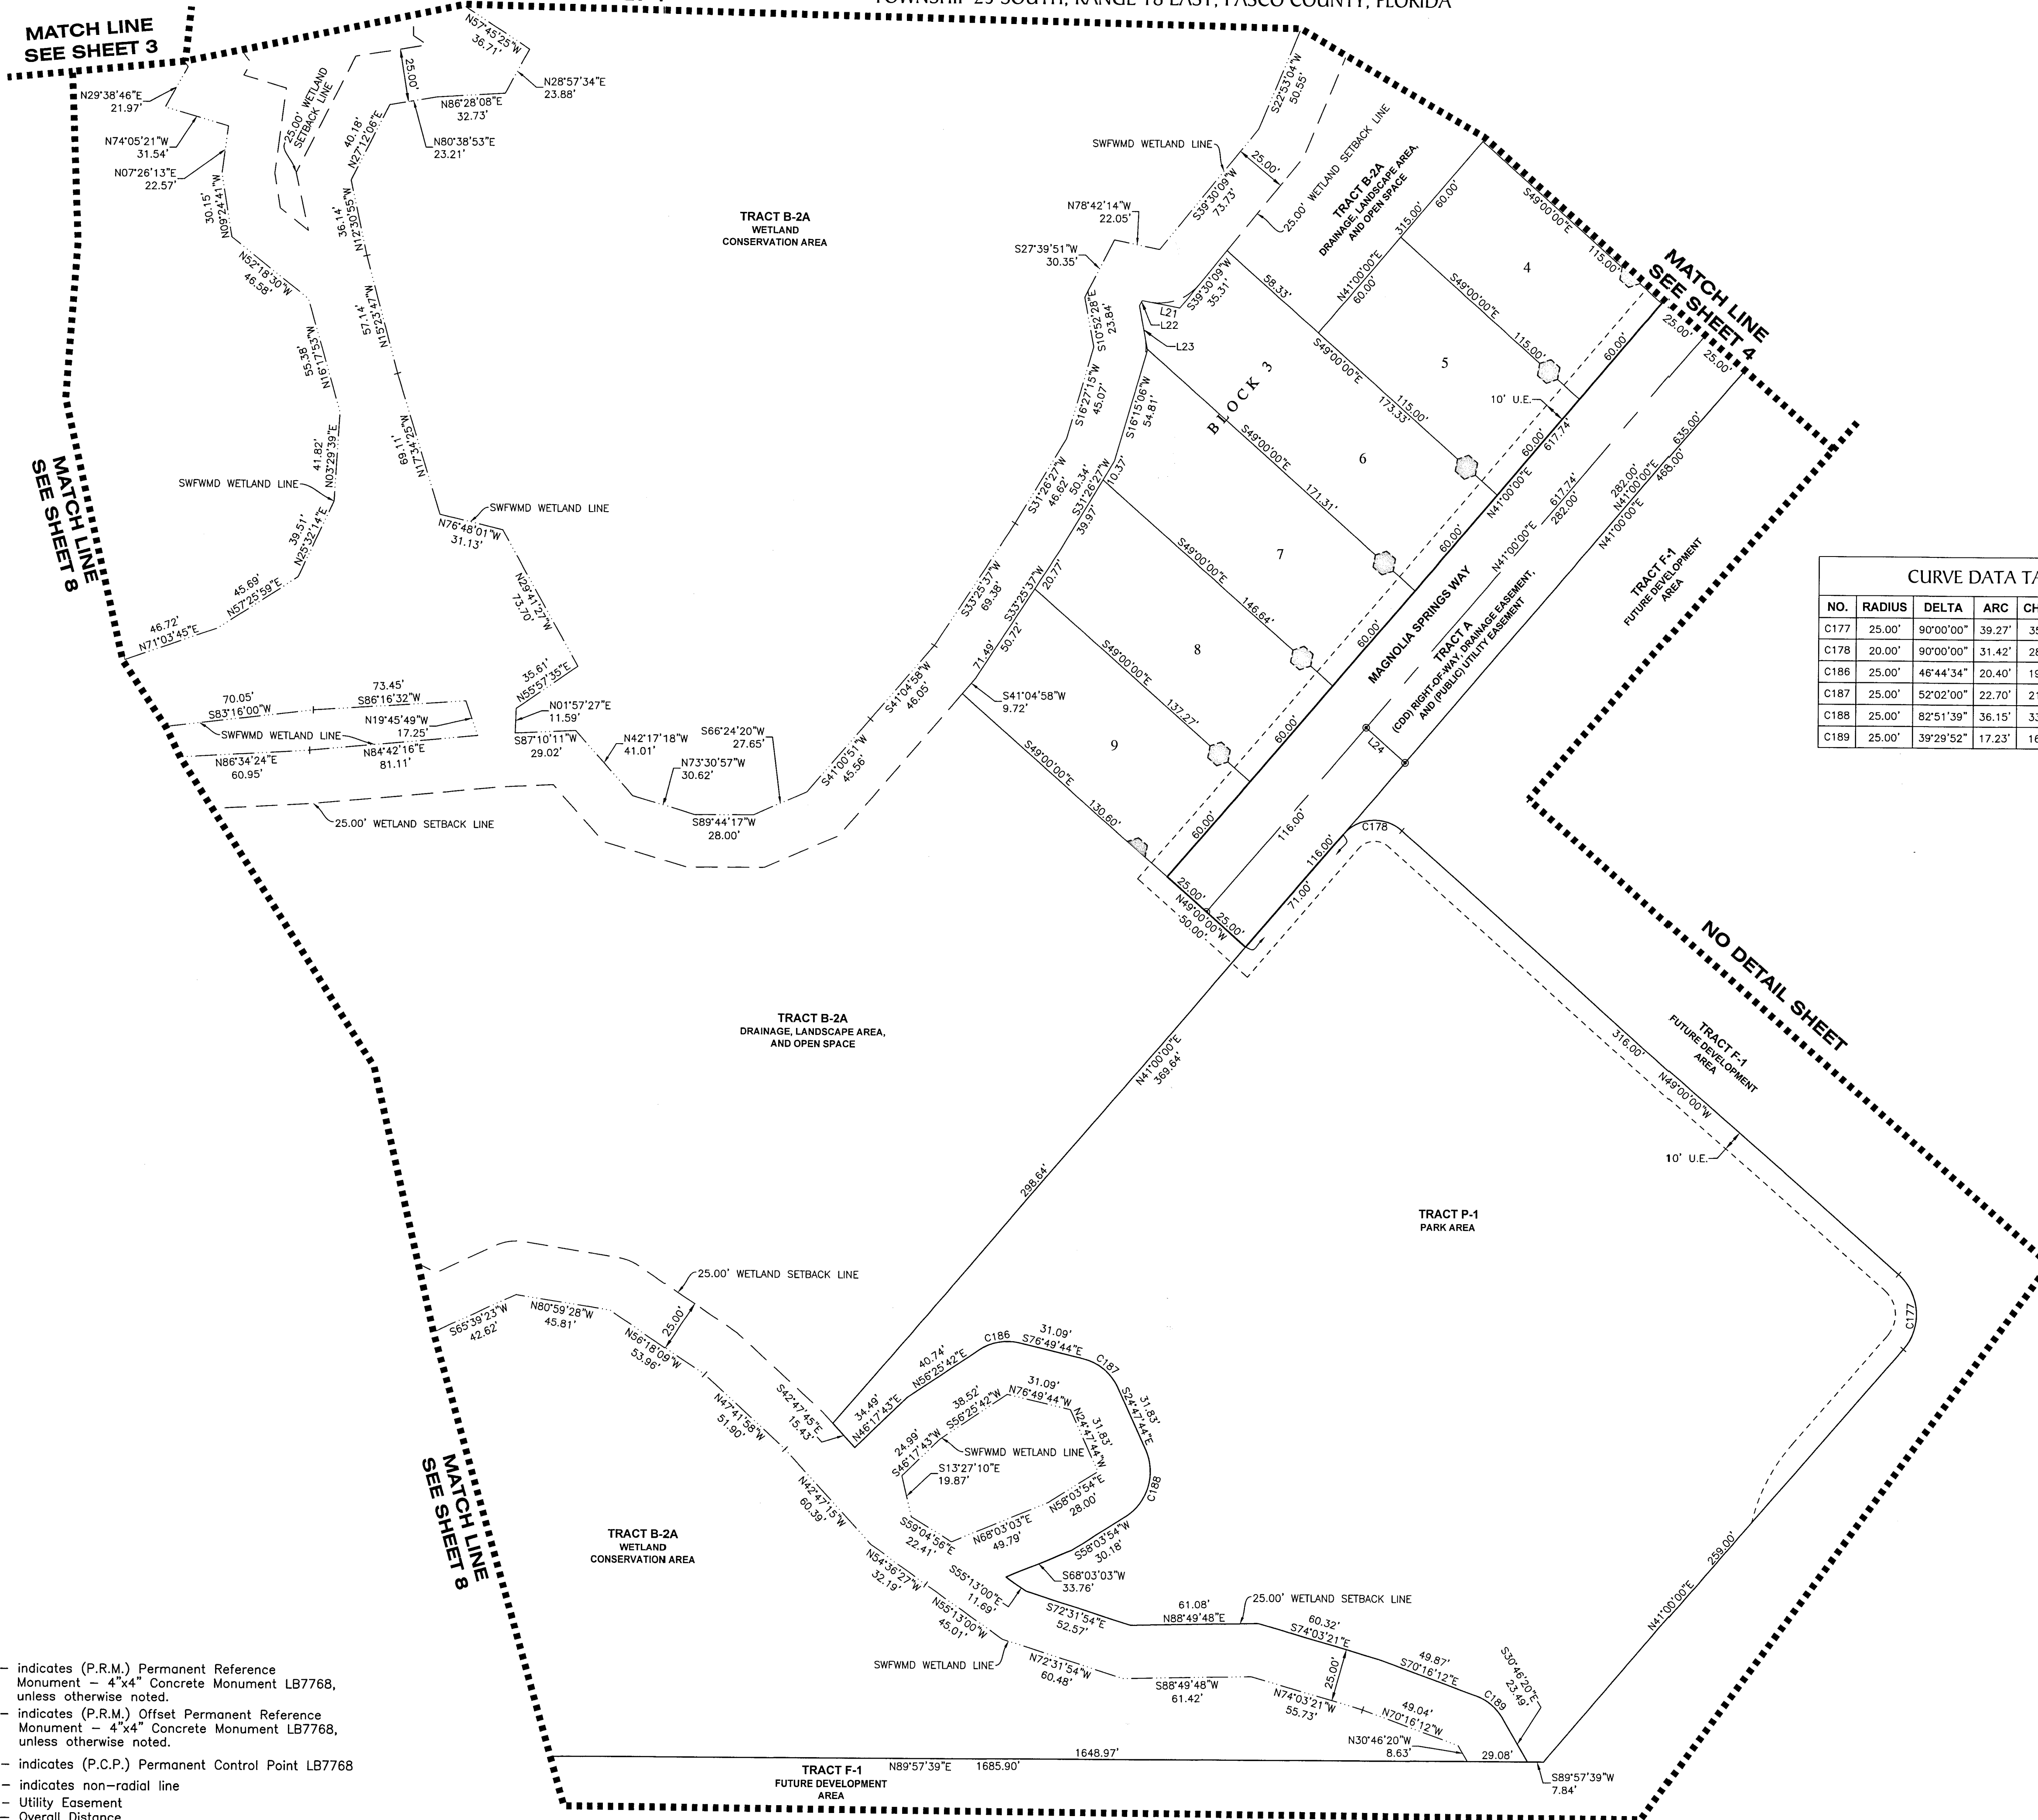 TOWNSHIP 25 SOUTH, RANGE 18 EAST, PASCO COUNTY, FLORIDA
MATCH LINE
SEE SHEET 3
N29°38'46"E
21.97'
N74°05'21"W
31.54'
N07°26'13"E
22.57'
N09°24'41"W
30.15'
N52°18'30"W
46.58'
N16°17'53"W
55.38'
N03°29'39"E
41.82'
SWFWMD WETLAND LINE
N25°32'14"E
39.51'
N57°25'59"E
45.69'
N71°03'45"E
46.72'
MATCH LINE
SEE SHEET 8
25.00' WETLAND
SETBACK LINE
N57°45'25"W
36.71'
25.00'
N28°57'34"E
23.88'
N86°28'08"E
32.73'
N80°38'53"E
23.21'
N27°12'06"E
40.18'
N12°30'55"W
36.14'
N15°23'47"W
57.14'
N17°34'25"W
69.11'
N76°48'01"W
31.13'
SWFWMD WETLAND LINE
N29°41'27"W
73.70'
N55°57'35"E
35.61'
N01°57'27"E
11.59'
S87°10'11"W
29.02'
N42°17'18"W
41.01'
N73°30'57"W
30.62'
S89°44'17"W
28.00'
S66°24'20"W
27.65'
S41°00'51"W
45.56'
S41°04'58"W
46.05'
S33°25'37"W
69.38'
S31°26'27"W
46.62'
S16°27'15"W
45.07'
S10°52'28"E
23.84'
S27°39'51"W
30.35'
N78°42'14"W
22.05'
S39°30'09"W
73.73'
S22°53'04"W
50.55'
SWFWMD WETLAND LINE
25.00'
25.00' WETLAND SETBACK LINE
TRACT B-2A
WETLAND
CONSERVATION AREA
TRACT B-2A
DRAINAGE, LANDSCAPE AREA,
AND OPEN SPACE
70.05'
S83°16'00"W
73.45'
S86°16'32"W
N19°45'49"W
17.25'
SWFWMD WETLAND LINE
N84°42'16"E
81.11'
N86°34'24"E
60.95'
25.00' WETLAND SETBACK LINE
L21
L22
L23
S39°30'09"W
35.31'
58.33'
N41°00'00"E
60.00'
315.00'
60.00'
S49°00'00"E
115.00'
4
S49°00'00"E
115.00'
5
S49°00'00"E
115.00'
173.33'
6
S49°00'00"E
171.31'
7
S49°00'00"E
146.64'
8
S49°00'00"E
137.27'
9
S49°00'00"E
130.60'
BLOCK 3
S16°15'06"W
54.81'
10.37'
50.34'
S31°26'27"W
39.97'
20.77'
S33°25'37"W
50.72'
71.49'
S41°04'58"W
9.72'
MATCH LINE
SEE SHEET 4
25.00'
25.00'
10' U.E.
60.00'
60.00'
617.74'
N41°00'00"E
60.00'
60.00'
60.00'
60.00'
MAGNOLIA SPRINGS WAY
TRACT A
(CDD) RIGHT-OF-WAY, DRAINAGE EASEMENT,
AND (PUBLIC) UTILITY EASEMENT
N41°00'00"E
617.74'
282.00'
635.00'
282.00'
N41°00'00"E
468.00'
N41°00'00"E
L24
116.00'
116.00'
71.00'
25.00'
25.00'
N49°00'00"W
50.00'
C178
TRACT F-1
FUTURE DEVELOPMENT
AREA
CURVE DATA TA
NO. RADIUS DELTA ARC CH
C177 25.00' 90°00'00" 39.27' 35
C178 20.00' 90°00'00" 31.42' 28
C186 25.00' 46°44'34" 20.40' 19
C187 25.00' 52°02'00" 22.70' 21
C188 25.00' 82°51'39" 36.15' 33
C189 25.00' 39°29'52" 17.23' 16
NO DETAIL SHEET
TRACT F-1
FUTURE DEVELOPMENT
AREA
316.00'
N49°00'00"W
10' U.E.
C177
259.00'
N41°00'00"E
TRACT B-2A
DRAINAGE, LANDSCAPE AREA,
AND OPEN SPACE
N41°00'00"E
369.64'
298.64'
TRACT P-1
PARK AREA
25.00' WETLAND SETBACK LINE
S65°39'23"W
42.62'
N80°59'28"W
45.81'
N56°18'09"W
53.96'
25.00'
N47°41'58"W
51.90'
S42°47'45"E
15.43'
34.49'
N46°17'43"E
40.74'
N56°25'42"E
C186
31.09'
S76°49'44"E
C187
S24°47'44"E
31.83'
C188
S58°03'54"W
30.18'
S68°03'03"W
33.76'
24.99'
S46°17'43"W
38.52'
S56°25'42"W
31.09'
N76°49'44"W
N24°47'44"W
31.83'
SWFWMD WETLAND LINE
S13°27'10"E
19.87'
S59°04'56"E
22.41'
N68°03'03"E
49.79'
N58°03'54"E
28.00'
MATCH LINE
SEE SHEET 8
TRACT B-2A
WETLAND
CONSERVATION AREA
N42°47'15"W
60.39'
N54°36'27"W
32.19'
N55°13'00"W
45.01'
S55°13'00"E
11.69'
S72°31'54"E
52.57'
61.08'
N88°49'48"E
25.00' WETLAND SETBACK LINE
60.32'
S74°03'21"E
49.87'
S70°16'12"E
C189
S30°46'20"E
23.49'
SWFWMD WETLAND LINE
N72°31'54"W
60.48'
S88°49'48"W
61.42'
25.00'
N74°03'21"W
55.73'
49.04'
N70°16'12"W
N30°46'20"W
8.63'
29.08'
S89°57'39"W
7.84'
1648.97'
N89°57'39"E 1685.90'
TRACT F-1
FUTURE DEVELOPMENT
AREA
– indicates (P.R.M.) Permanent Reference
Monument – 4"x4" Concrete Monument LB7768,
unless otherwise noted.
– indicates (P.R.M.) Offset Permanent Reference
Monument – 4"x4" Concrete Monument LB7768,
unless otherwise noted.
– indicates (P.C.P.) Permanent Control Point LB7768
– indicates non–radial line
– Utility Easement
– Overall Distance